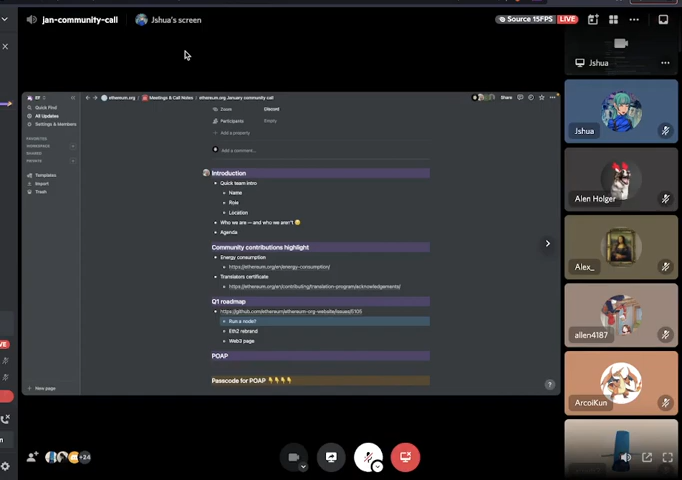 jan-community-call
Jshua's screen
Source 15FPS LIVE
Jshua
ethereum.org / Meetings & Call Notes / ethereum.org January community call
Share
Quick Find
All Updates
Settings & Members
FAVORITES
WORKSPACE
SHARED
PRIVATE
Templates
Import
Trash
New page
Zoom Discord
Participants Empty
Add a property
Add a comment...
Introduction
Quick team intro
Name
Role
Location
Who we are — and who we aren't
Agenda
Community contributions highlight
Energy consumption
https://ethereum.org/en/energy-consumption/
Translators certificate
https://ethereum.org/en/contributing/translation-program/acknowledgements/
Q1 roadmap
https://github.com/ethereum/ethereum-org-website/issues/5105
Run a node?
Eth2 rebrand
Web3 page
POAP
Passcode for POAP
Jshua
Alen Holger
Alex_
allen4187
ArcoiKun
+24